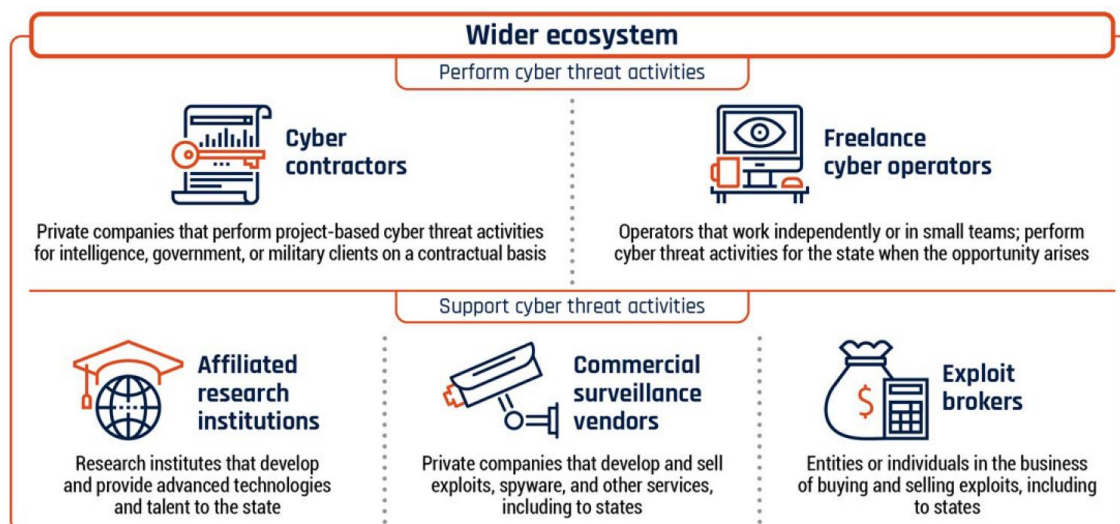 Wider ecosystem
Perform cyber threat activities
Cyber
contractors
Private companies that perform project-based cyber threat activities
for intelligence, government, or military clients on a contractual basis
Freelance
cyber operators
Operators that work independently or in small teams; perform
cyber threat activities for the state when the opportunity arises
Support cyber threat activities
Affiliated
research
institutions
Research institutes that develop
and provide advanced technologies
and talent to the state
Commercial
surveillance
vendors
Private companies that develop and sell
exploits, spyware, and other services,
including to states
$
Exploit
brokers
Entities or individuals in the business
of buying and selling exploits, including
to states